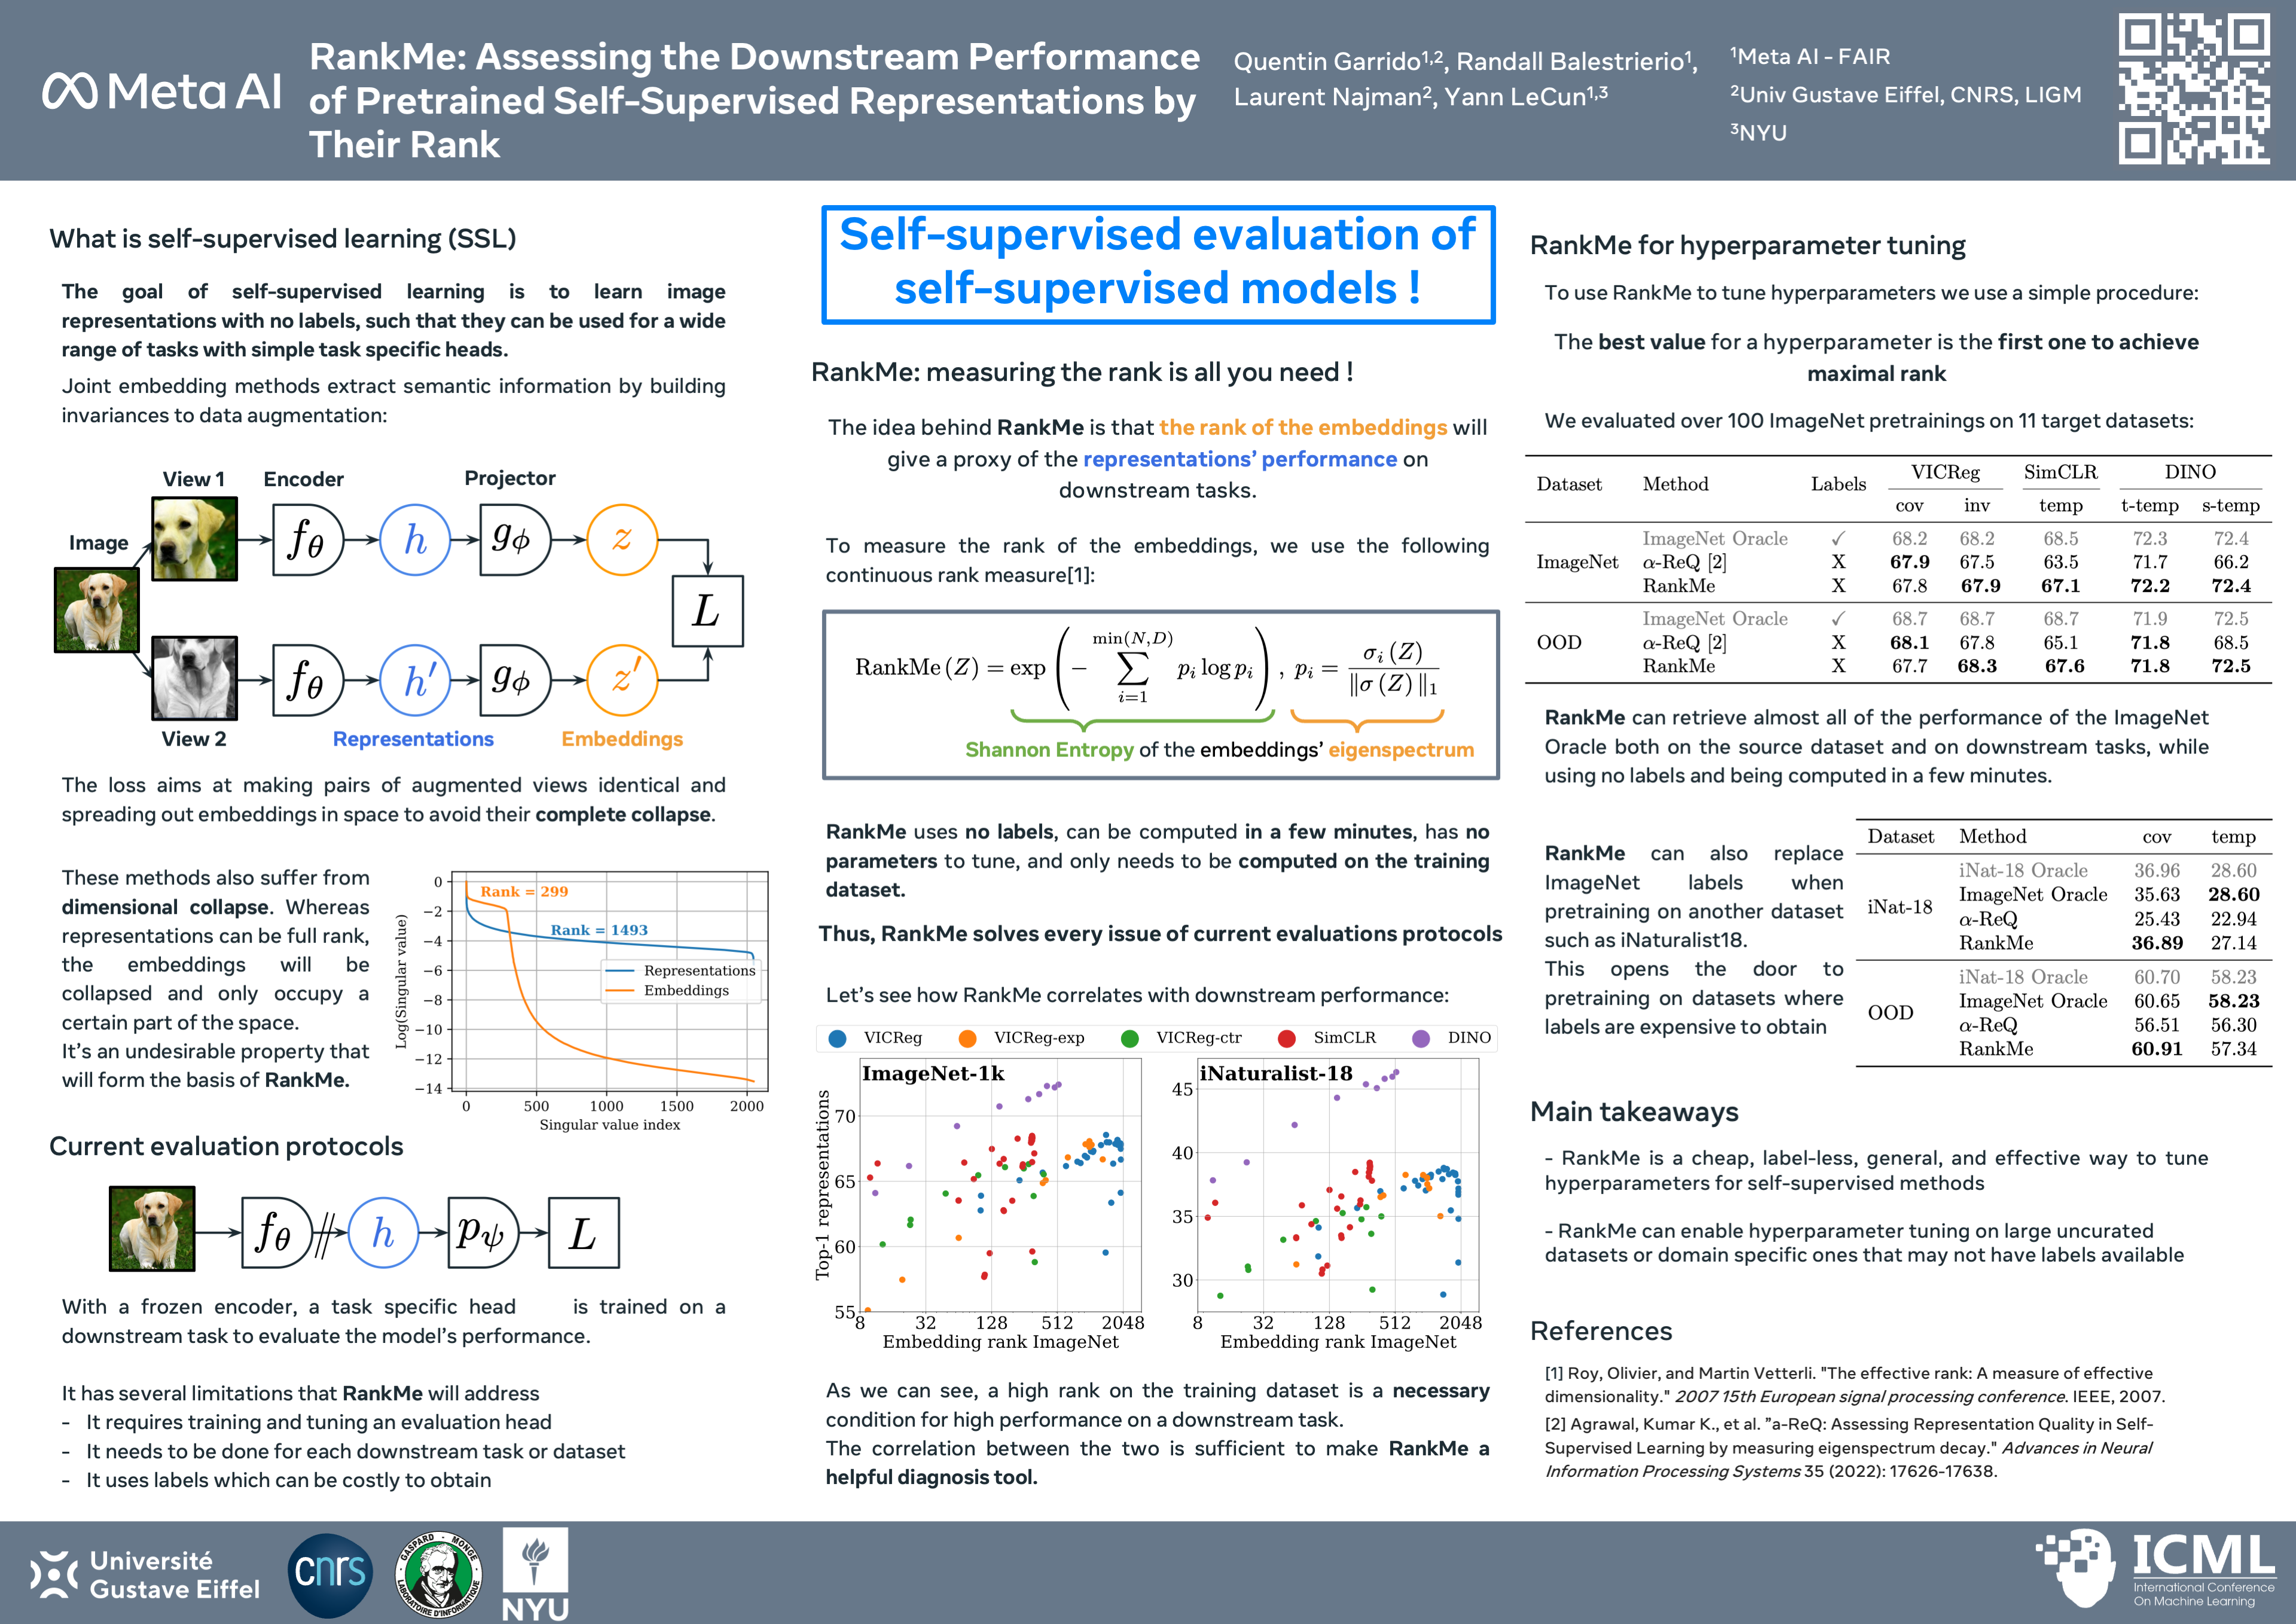 Meta AI
RankMe: Assessing the Downstream Performance
of Pretrained Self-Supervised Representations by
Their Rank
Quentin Garrido1,2, Randall Balestrierio1,
Laurent Najman2, Yann LeCun1,3
1Meta AI - FAIR
2Univ Gustave Eiffel, CNRS, LIGM
3NYU
What is self-supervised learning (SSL)
The goal of self-supervised learning is to learn image
representations with no labels, such that they can be used for a wide
range of tasks with simple task specific heads.
Joint embedding methods extract semantic information by building
invariances to data augmentation:
View 1 Encoder Projector
Image
fθ h gϕ z
L
fθ h′ gϕ z′
View 2 Representations Embeddings
The loss aims at making pairs of augmented views identical and
spreading out embeddings in space to avoid their complete collapse.
These methods also suffer from
dimensional collapse. Whereas
representations can be full rank,
the embeddings will be
collapsed and only occupy a
certain part of the space.
It's an undesirable property that
will form the basis of RankMe.
Log(Singular value)
0
−2
−4
−6
−8
−10
−12
−14
Rank = 299
Rank = 1493
Representations
Embeddings
0 500 1000 1500 2000
Singular value index
Current evaluation protocols
fθ h pψ L
With a frozen encoder, a task specific head is trained on a
downstream task to evaluate the model's performance.
It has several limitations that RankMe will address
- It requires training and tuning an evaluation head
- It needs to be done for each downstream task or dataset
- It uses labels which can be costly to obtain
Self-supervised evaluation of
self-supervised models !
RankMe: measuring the rank is all you need !
The idea behind RankMe is that the rank of the embeddings will
give a proxy of the representations' performance on
downstream tasks.
To measure the rank of the embeddings, we use the following
continuous rank measure[1]:
RankMe (Z) = exp ( − ∑_{i=1}^{min(N,D)} p_i log p_i ) , p_i = σ_i (Z) / ‖σ (Z) ‖_1
Shannon Entropy of the embeddings' eigenspectrum
RankMe uses no labels, can be computed in a few minutes, has no
parameters to tune, and only needs to be computed on the training
dataset.
Thus, RankMe solves every issue of current evaluations protocols
Let's see how RankMe correlates with downstream performance:
VICReg VICReg-exp VICReg-ctr SimCLR DINO
Top-1 representations
ImageNet-1k
70
65
60
55
8 32 128 512 2048
Embedding rank ImageNet
iNaturalist-18
45
40
35
30
8 32 128 512 2048
Embedding rank ImageNet
As we can see, a high rank on the training dataset is a necessary
condition for high performance on a downstream task.
The correlation between the two is sufficient to make RankMe a
helpful diagnosis tool.
RankMe for hyperparameter tuning
To use RankMe to tune hyperparameters we use a simple procedure:
The best value for a hyperparameter is the first one to achieve
maximal rank
We evaluated over 100 ImageNet pretrainings on 11 target datasets:
Dataset Method Labels VICReg SimCLR DINO
cov inv temp t-temp s-temp
ImageNet Oracle ✓ 68.2 68.2 68.5 72.3 72.4
ImageNet α-ReQ [2] X 67.9 67.5 63.5 71.7 66.2
RankMe X 67.8 67.9 67.1 72.2 72.4
ImageNet Oracle ✓ 68.7 68.7 68.7 71.9 72.5
OOD α-ReQ [2] X 68.1 67.8 65.1 71.8 68.5
RankMe X 67.7 68.3 67.6 71.8 72.5
RankMe can retrieve almost all of the performance of the ImageNet
Oracle both on the source dataset and on downstream tasks, while
using no labels and being computed in a few minutes.
RankMe can also replace
ImageNet labels when
pretraining on another dataset
such as iNaturalist18.
This opens the door to
pretraining on datasets where
labels are expensive to obtain
Dataset Method cov temp
iNat-18 Oracle 36.96 28.60
ImageNet Oracle 35.63 28.60
iNat-18
α-ReQ 25.43 22.94
RankMe 36.89 27.14
iNat-18 Oracle 60.70 58.23
ImageNet Oracle 60.65 58.23
OOD
α-ReQ 56.51 56.30
RankMe 60.91 57.34
Main takeaways
- RankMe is a cheap, label-less, general, and effective way to tune
hyperparameters for self-supervised methods
- RankMe can enable hyperparameter tuning on large uncurated
datasets or domain specific ones that may not have labels available
References
[1] Roy, Olivier, and Martin Vetterli. "The effective rank: A measure of effective
dimensionality." 2007 15th European signal processing conference. IEEE, 2007.
[2] Agrawal, Kumar K., et al. "a-ReQ: Assessing Representation Quality in Self-
Supervised Learning by measuring eigenspectrum decay." Advances in Neural
Information Processing Systems 35 (2022): 17626-17638.
Université
Gustave Eiffel
cnrs
GASPARD - MONGE
LABORATOIRE D'INFORMATIQUE
NYU
ICML
International Conference
On Machine Learning